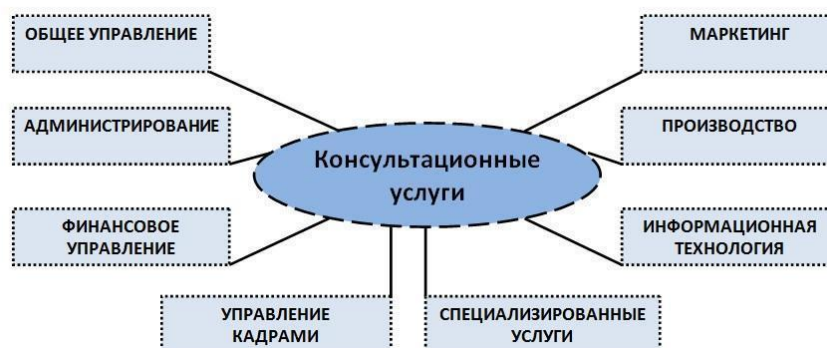 ОБЩЕЕ УПРАВЛЕНИЕ
МАРКЕТИНГ
АДМИНИСТРИРОВАНИЕ
ПРОИЗВОДСТВО
Консультационные
услуги
ФИНАНСОВОЕ
УПРАВЛЕНИЕ
ИНФОРМАЦИОННАЯ
ТЕХНОЛОГИЯ
УПРАВЛЕНИЕ
КАДРАМИ
СПЕЦИАЛИЗИРОВАННЫЕ
УСЛУГИ